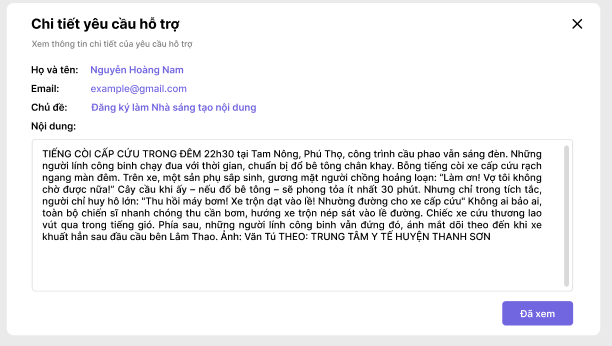 Chi tiết yêu cầu hỗ trợ
Xem thông tin chi tiết của yêu cầu hỗ trợ
Họ và tên: Nguyễn Hoàng Nam
Email: example@gmail.com
Chủ đề: Đăng ký làm Nhà sáng tạo nội dung
Nội dung:
TIẾNG CÒI CẤP CỨU TRONG ĐÊM 22h30 tại Tam Nông, Phú Thọ, công trình cầu phao vẫn sáng đèn. Những
người lính công binh chạy đua với thời gian, chuẩn bị đổ bê tông chân khay. Bỗng tiếng còi xe cấp cứu rạch
ngang màn đêm. Trên xe, một sản phụ sắp sinh, gương mặt người chồng hoảng loạn: “Làm ơn! Vợ tôi không
chờ được nữa!” Cây cầu khi ấy – nếu đổ bê tông – sẽ phong tỏa ít nhất 30 phút. Nhưng chỉ trong tích tắc,
người chỉ huy hô lớn: “Thu hồi máy bơm! Xe trộn dạt vào lề! Nhường đường cho xe cấp cứu” Không ai bảo ai,
toàn bộ chiến sĩ nhanh chóng thu cần bơm, hướng xe trộn nép sát vào lề đường. Chiếc xe cứu thương lao
vút qua trong tiếng gió. Phía sau, những người lính công binh vẫn đứng đó, ánh mắt dõi theo đến khi xe
khuất hẳn sau đầu cầu bên Lâm Thao. Ảnh: Văn Tú THEO: TRUNG TÂM Y TẾ HUYỆN THANH SƠN
Đã xem